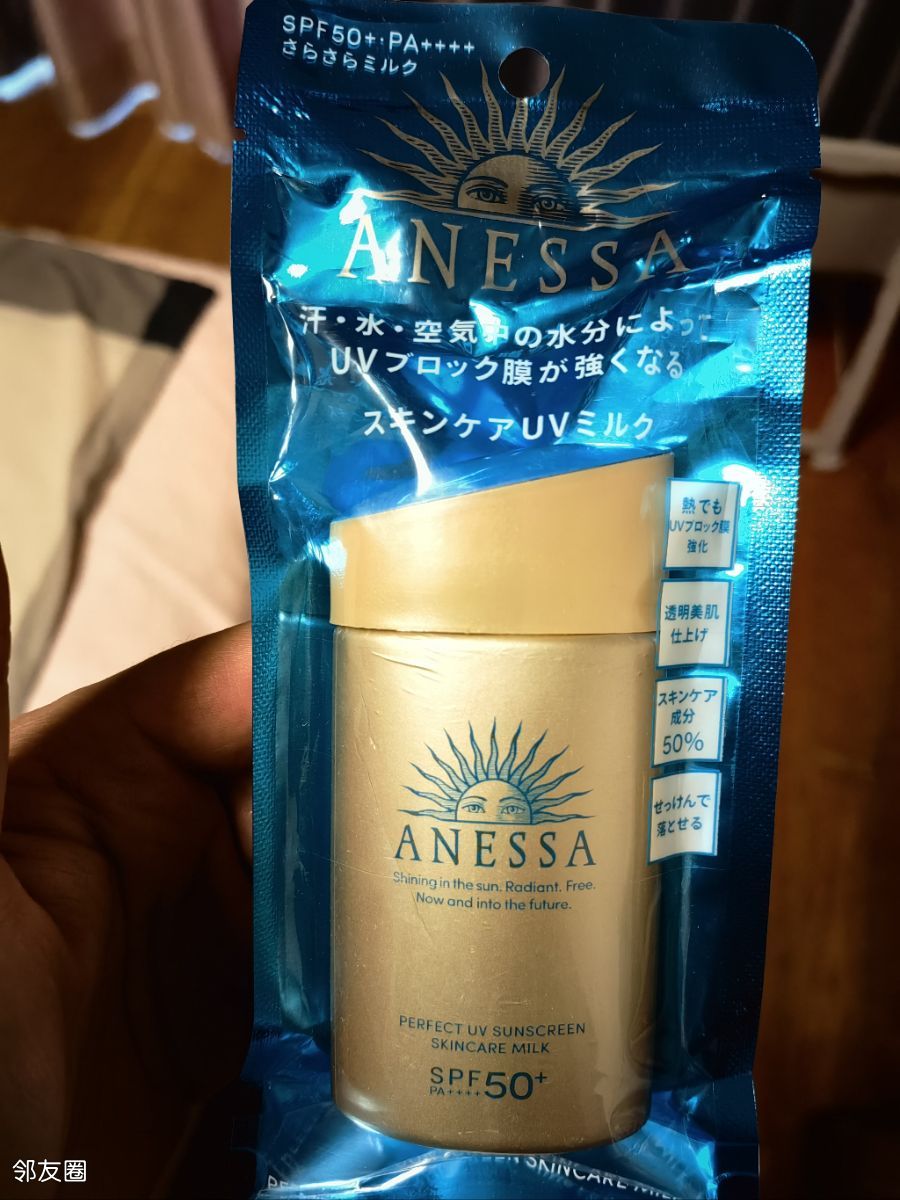 SPF50+・PA++++
さらさらミルク
ANESSA
汗・水・空気中の水分によって
UVブロック膜が強くなる
スキンケアUVミルク
熱でも
UVブロック膜
強化
透明美肌
仕上げ
スキンケア
成分
50%
せっけんで
落とせる
ANESSA
Shining in the sun. Radiant. Free.
Now and into the future.
PERFECT UV SUNSCREEN
SKINCARE MILK
SPF50+
PA++++
SKINCARE
邻友圈